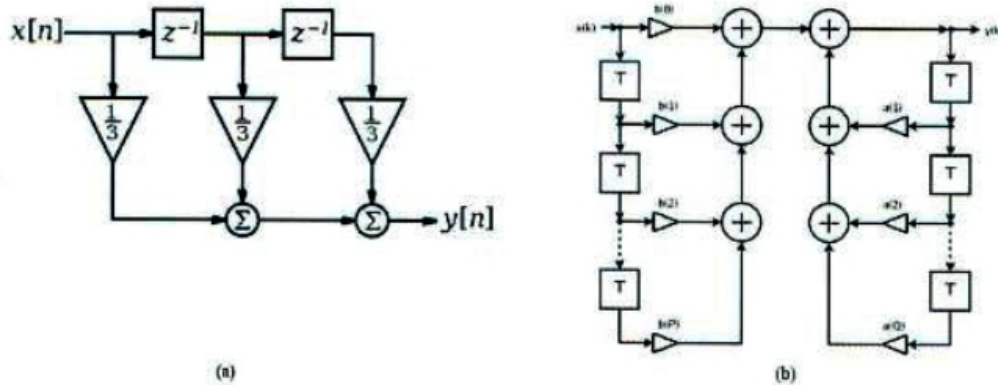 x[n] z⁻¹ z⁻¹
1/3 1/3 1/3
Σ Σ y[n]
(a)
x(k) b(0) + + y(k)
T T
b(1) + + a(1)
T T
b(2) + + a(2)
T T
b(P) a(Q)
(b)